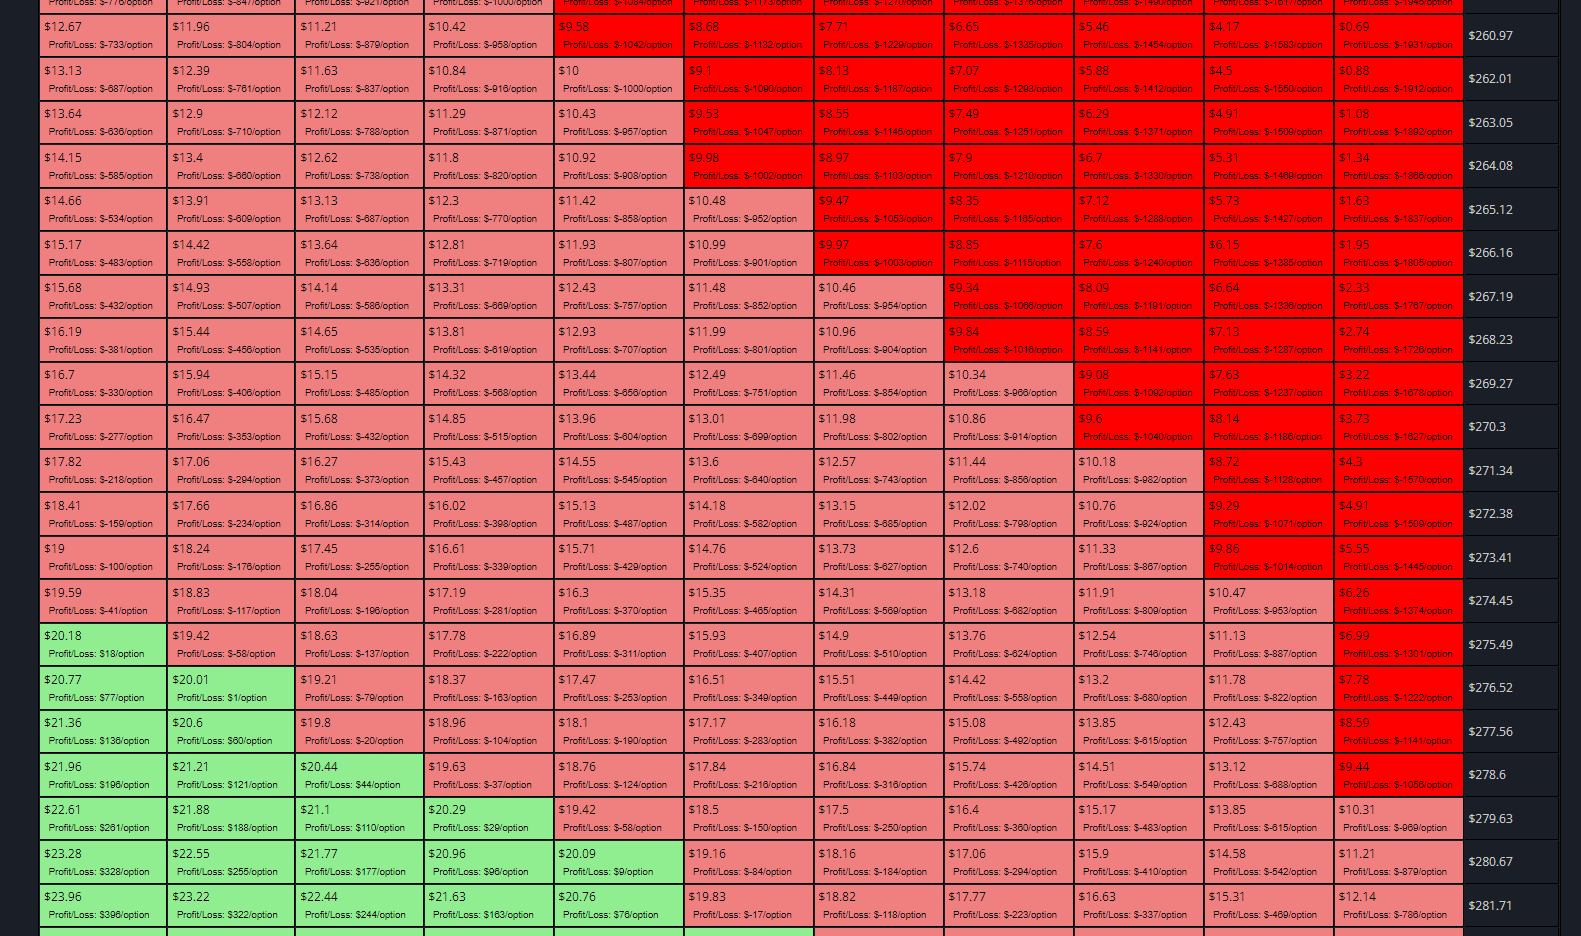 $12.67 $11.96 $11.21 $10.42 $9.58 $8.68 $7.71 $6.65 $5.46 $4.17 $0.69 $260.97
Profit/Loss: $-733/option Profit/Loss: $-804/option Profit/Loss: $-879/option Profit/Loss: $-958/option Profit/Loss: $-1042/option Profit/Loss: $-1132/option Profit/Loss: $-1229/option Profit/Loss: $-1335/option Profit/Loss: $-1454/option Profit/Loss: $-1583/option Profit/Loss: $-1931/option
$13.13 $12.39 $11.63 $10.84 $10 $9.1 $8.13 $7.07 $5.88 $4.5 $0.88 $262.01
Profit/Loss: $-687/option Profit/Loss: $-761/option Profit/Loss: $-837/option Profit/Loss: $-916/option Profit/Loss: $-1000/option Profit/Loss: $-1090/option Profit/Loss: $-1187/option Profit/Loss: $-1293/option Profit/Loss: $-1412/option Profit/Loss: $-1550/option Profit/Loss: $-1912/option
$13.64 $12.9 $12.12 $11.29 $10.43 $9.53 $8.55 $7.49 $6.29 $4.91 $1.08 $263.05
Profit/Loss: $-636/option Profit/Loss: $-710/option Profit/Loss: $-788/option Profit/Loss: $-871/option Profit/Loss: $-957/option Profit/Loss: $-1047/option Profit/Loss: $-1145/option Profit/Loss: $-1251/option Profit/Loss: $-1371/option Profit/Loss: $-1509/option Profit/Loss: $-1892/option
$14.15 $13.4 $12.62 $11.8 $10.92 $9.98 $8.97 $7.9 $6.7 $5.31 $1.34 $264.08
Profit/Loss: $-585/option Profit/Loss: $-660/option Profit/Loss: $-738/option Profit/Loss: $-820/option Profit/Loss: $-908/option Profit/Loss: $-1002/option Profit/Loss: $-1103/option Profit/Loss: $-1210/option Profit/Loss: $-1330/option Profit/Loss: $-1469/option Profit/Loss: $-1866/option
$14.66 $13.91 $13.13 $12.3 $11.42 $10.48 $9.47 $8.35 $7.12 $5.73 $1.63 $265.12
Profit/Loss: $-534/option Profit/Loss: $-609/option Profit/Loss: $-687/option Profit/Loss: $-770/option Profit/Loss: $-858/option Profit/Loss: $-952/option Profit/Loss: $-1053/option Profit/Loss: $-1165/option Profit/Loss: $-1288/option Profit/Loss: $-1427/option Profit/Loss: $-1837/option
$15.17 $14.42 $13.64 $12.81 $11.93 $10.99 $9.97 $8.85 $7.6 $6.15 $1.95 $266.16
Profit/Loss: $-483/option Profit/Loss: $-558/option Profit/Loss: $-636/option Profit/Loss: $-719/option Profit/Loss: $-807/option Profit/Loss: $-901/option Profit/Loss: $-1003/option Profit/Loss: $-1115/option Profit/Loss: $-1240/option Profit/Loss: $-1385/option Profit/Loss: $-1805/option
$15.68 $14.93 $14.14 $13.31 $12.43 $11.48 $10.46 $9.34 $8.09 $6.64 $2.33 $267.19
Profit/Loss: $-432/option Profit/Loss: $-507/option Profit/Loss: $-586/option Profit/Loss: $-669/option Profit/Loss: $-757/option Profit/Loss: $-852/option Profit/Loss: $-954/option Profit/Loss: $-1066/option Profit/Loss: $-1191/option Profit/Loss: $-1336/option Profit/Loss: $-1767/option
$16.19 $15.44 $14.65 $13.81 $12.93 $11.99 $10.96 $9.84 $8.59 $7.13 $2.74 $268.23
Profit/Loss: $-381/option Profit/Loss: $-456/option Profit/Loss: $-535/option Profit/Loss: $-619/option Profit/Loss: $-707/option Profit/Loss: $-801/option Profit/Loss: $-904/option Profit/Loss: $-1016/option Profit/Loss: $-1141/option Profit/Loss: $-1287/option Profit/Loss: $-1726/option
$16.7 $15.94 $15.15 $14.32 $13.44 $12.49 $11.46 $10.34 $9.08 $7.63 $3.22 $269.27
Profit/Loss: $-330/option Profit/Loss: $-406/option Profit/Loss: $-485/option Profit/Loss: $-568/option Profit/Loss: $-656/option Profit/Loss: $-751/option Profit/Loss: $-854/option Profit/Loss: $-966/option Profit/Loss: $-1092/option Profit/Loss: $-1237/option Profit/Loss: $-1678/option
$17.23 $16.47 $15.68 $14.85 $13.96 $13.01 $11.98 $10.86 $9.6 $8.14 $3.73 $270.3
Profit/Loss: $-277/option Profit/Loss: $-353/option Profit/Loss: $-432/option Profit/Loss: $-515/option Profit/Loss: $-604/option Profit/Loss: $-699/option Profit/Loss: $-802/option Profit/Loss: $-914/option Profit/Loss: $-1040/option Profit/Loss: $-1186/option Profit/Loss: $-1627/option
$17.82 $17.06 $16.27 $15.43 $14.55 $13.6 $12.57 $11.44 $10.18 $8.72 $4.3 $271.34
Profit/Loss: $-218/option Profit/Loss: $-294/option Profit/Loss: $-373/option Profit/Loss: $-457/option Profit/Loss: $-545/option Profit/Loss: $-640/option Profit/Loss: $-743/option Profit/Loss: $-856/option Profit/Loss: $-982/option Profit/Loss: $-1128/option Profit/Loss: $-1570/option
$18.41 $17.66 $16.86 $16.02 $15.13 $14.18 $13.15 $12.02 $10.76 $9.29 $4.91 $272.38
Profit/Loss: $-159/option Profit/Loss: $-234/option Profit/Loss: $-314/option Profit/Loss: $-398/option Profit/Loss: $-487/option Profit/Loss: $-582/option Profit/Loss: $-685/option Profit/Loss: $-798/option Profit/Loss: $-924/option Profit/Loss: $-1071/option Profit/Loss: $-1509/option
$19 $18.24 $17.45 $16.61 $15.71 $14.76 $13.73 $12.6 $11.33 $9.86 $5.55 $273.41
Profit/Loss: $-100/option Profit/Loss: $-176/option Profit/Loss: $-255/option Profit/Loss: $-339/option Profit/Loss: $-429/option Profit/Loss: $-524/option Profit/Loss: $-627/option Profit/Loss: $-740/option Profit/Loss: $-867/option Profit/Loss: $-1014/option Profit/Loss: $-1445/option
$19.59 $18.83 $18.04 $17.19 $16.3 $15.35 $14.31 $13.18 $11.91 $10.47 $6.26 $274.45
Profit/Loss: $-41/option Profit/Loss: $-117/option Profit/Loss: $-196/option Profit/Loss: $-281/option Profit/Loss: $-370/option Profit/Loss: $-465/option Profit/Loss: $-569/option Profit/Loss: $-682/option Profit/Loss: $-809/option Profit/Loss: $-953/option Profit/Loss: $-1374/option
$20.18 $19.42 $18.63 $17.78 $16.89 $15.93 $14.9 $13.76 $12.54 $11.13 $6.99 $275.49
Profit/Loss: $18/option Profit/Loss: $-58/option Profit/Loss: $-137/option Profit/Loss: $-222/option Profit/Loss: $-311/option Profit/Loss: $-407/option Profit/Loss: $-510/option Profit/Loss: $-624/option Profit/Loss: $-746/option Profit/Loss: $-887/option Profit/Loss: $-1301/option
$20.77 $20.01 $19.21 $18.37 $17.47 $16.51 $15.51 $14.42 $13.2 $11.78 $7.78 $276.52
Profit/Loss: $77/option Profit/Loss: $1/option Profit/Loss: $-79/option Profit/Loss: $-163/option Profit/Loss: $-253/option Profit/Loss: $-349/option Profit/Loss: $-449/option Profit/Loss: $-558/option Profit/Loss: $-680/option Profit/Loss: $-822/option Profit/Loss: $-1222/option
$21.36 $20.6 $19.8 $18.96 $18.1 $17.17 $16.18 $15.08 $13.85 $12.43 $8.59 $277.56
Profit/Loss: $136/option Profit/Loss: $60/option Profit/Loss: $-20/option Profit/Loss: $-104/option Profit/Loss: $-190/option Profit/Loss: $-283/option Profit/Loss: $-382/option Profit/Loss: $-492/option Profit/Loss: $-615/option Profit/Loss: $-757/option Profit/Loss: $-1141/option
$21.96 $21.21 $20.44 $19.63 $18.76 $17.84 $16.84 $15.74 $14.51 $13.12 $9.44 $278.6
Profit/Loss: $196/option Profit/Loss: $121/option Profit/Loss: $44/option Profit/Loss: $-37/option Profit/Loss: $-124/option Profit/Loss: $-216/option Profit/Loss: $-316/option Profit/Loss: $-426/option Profit/Loss: $-549/option Profit/Loss: $-688/option Profit/Loss: $-1056/option
$22.61 $21.88 $21.1 $20.29 $19.42 $18.5 $17.5 $16.4 $15.17 $13.85 $10.31 $279.63
Profit/Loss: $261/option Profit/Loss: $188/option Profit/Loss: $110/option Profit/Loss: $29/option Profit/Loss: $-58/option Profit/Loss: $-150/option Profit/Loss: $-250/option Profit/Loss: $-360/option Profit/Loss: $-483/option Profit/Loss: $-615/option Profit/Loss: $-969/option
$23.28 $22.55 $21.77 $20.96 $20.09 $19.16 $18.16 $17.06 $15.9 $14.58 $11.21 $280.67
Profit/Loss: $328/option Profit/Loss: $255/option Profit/Loss: $177/option Profit/Loss: $96/option Profit/Loss: $9/option Profit/Loss: $-84/option Profit/Loss: $-184/option Profit/Loss: $-294/option Profit/Loss: $-410/option Profit/Loss: $-542/option Profit/Loss: $-879/option
$23.96 $23.22 $22.44 $21.63 $20.76 $19.83 $18.82 $17.77 $16.63 $15.31 $12.14 $281.71
Profit/Loss: $396/option Profit/Loss: $322/option Profit/Loss: $244/option Profit/Loss: $163/option Profit/Loss: $76/option Profit/Loss: $-17/option Profit/Loss: $-118/option Profit/Loss: $-223/option Profit/Loss: $-337/option Profit/Loss: $-469/option Profit/Loss: $-786/option